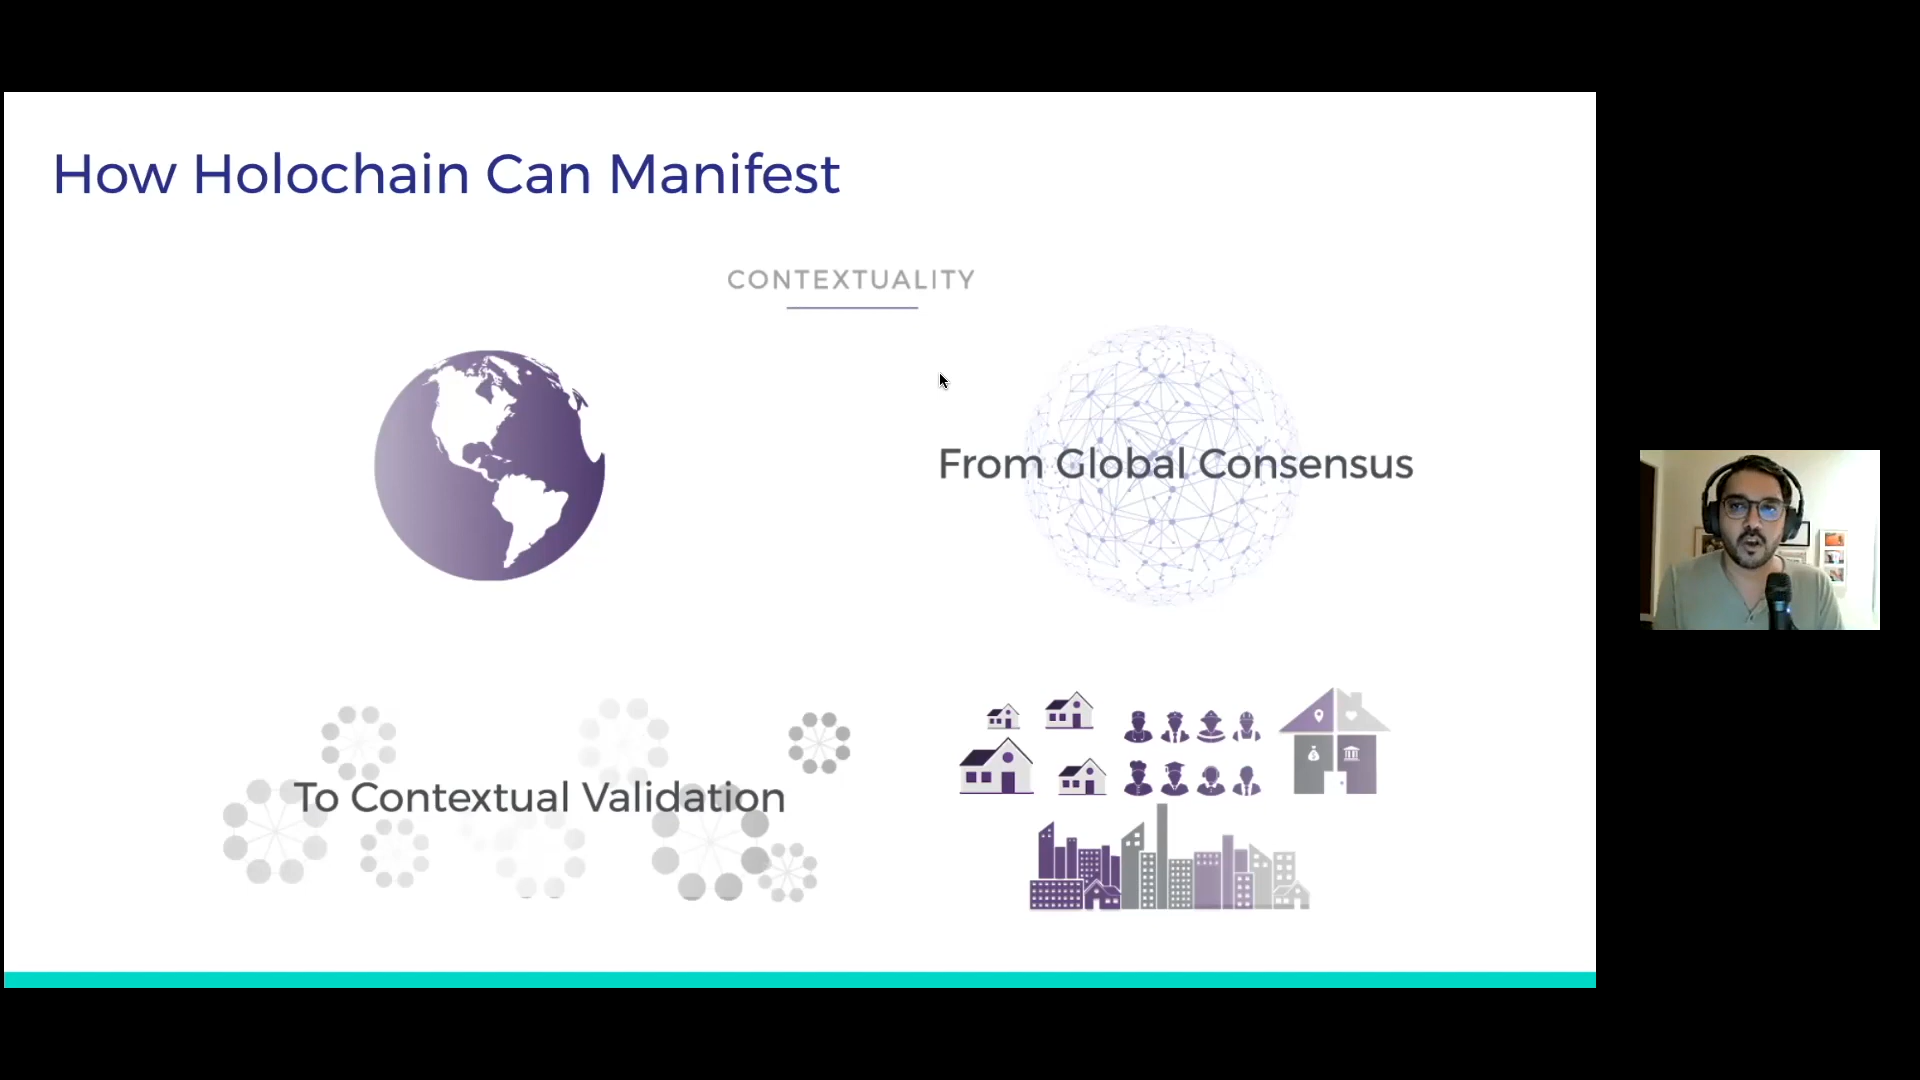 How Holochain Can Manifest
CONTEXTUALITY
From Global Consensus
To Contextual Validation